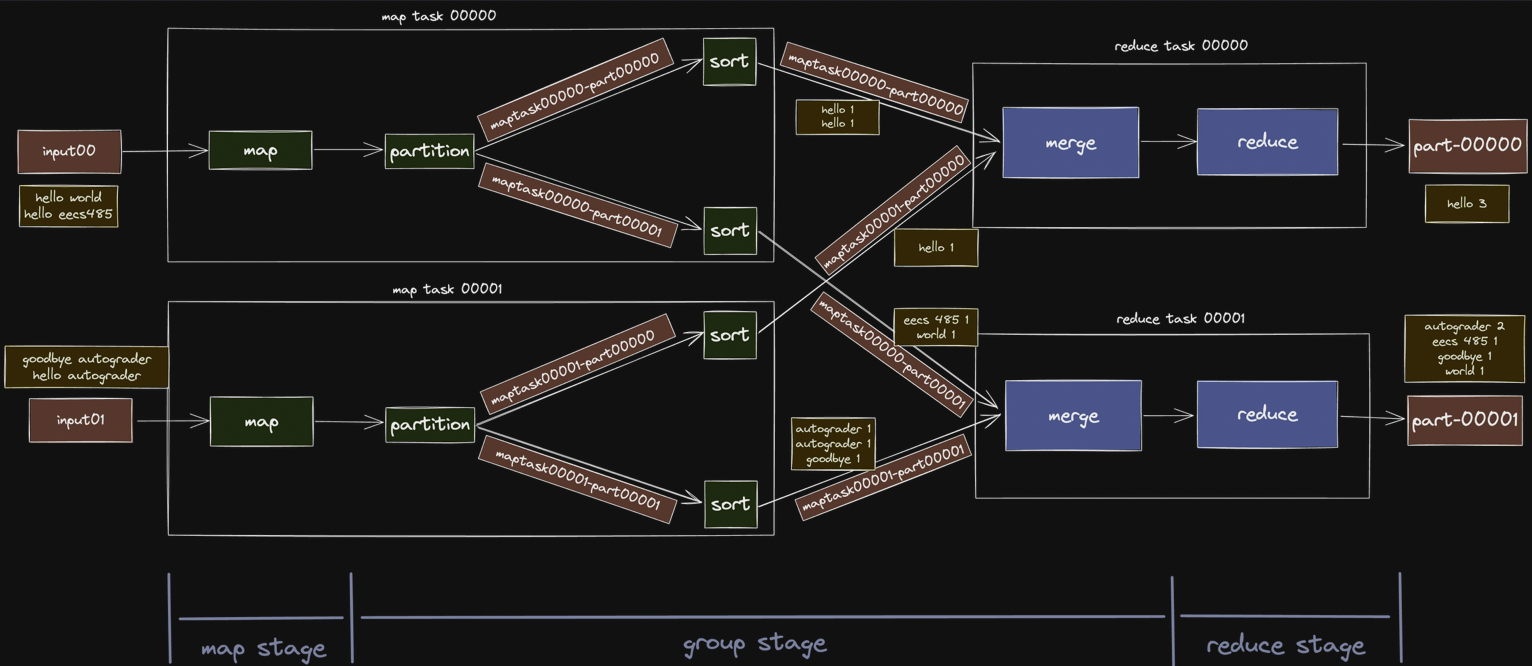 map task 00000
reduce task 00000
input00
hello world
hello eecs485
map
partition
maptask00000-part00000
maptask00000-part00001
sort
sort
maptask00000-part00000
hello 1
hello 1
maptask00001-part00000
hello 1
merge
reduce
part-00000
hello 3
map task 00001
reduce task 00001
goodbye autograder
hello autograder
input01
map
partition
maptask00001-part00000
maptask00001-part00001
sort
sort
eecs 485 1
world 1
maptask00000-part00001
autograder 1
autograder 1
goodbye 1
maptask00001-part00001
merge
reduce
autograder 2
eecs 485 1
goodbye 1
world 1
part-00001
map stage
group stage
reduce stage